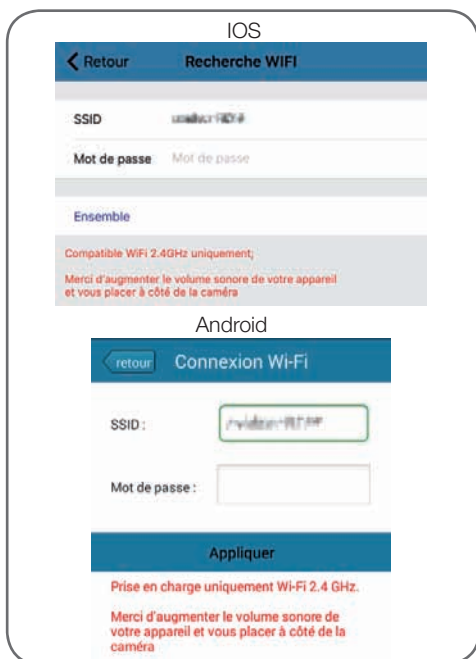 IOS
Retour Recherche WIFI
SSID
Mot de passe Mot de passe
Ensemble
Compatible WiFi 2.4GHz uniquement;
Merci d'augmenter le volume sonore de votre appareil
et vous placer à côté de la caméra
Android
retour Connexion Wi-Fi
SSID :
Mot de passe :
Appliquer
Prise en charge uniquement Wi-Fi 2.4 GHz.
Merci d'augmenter le volume sonore de
votre appareil et vous placer à côté de la
caméra